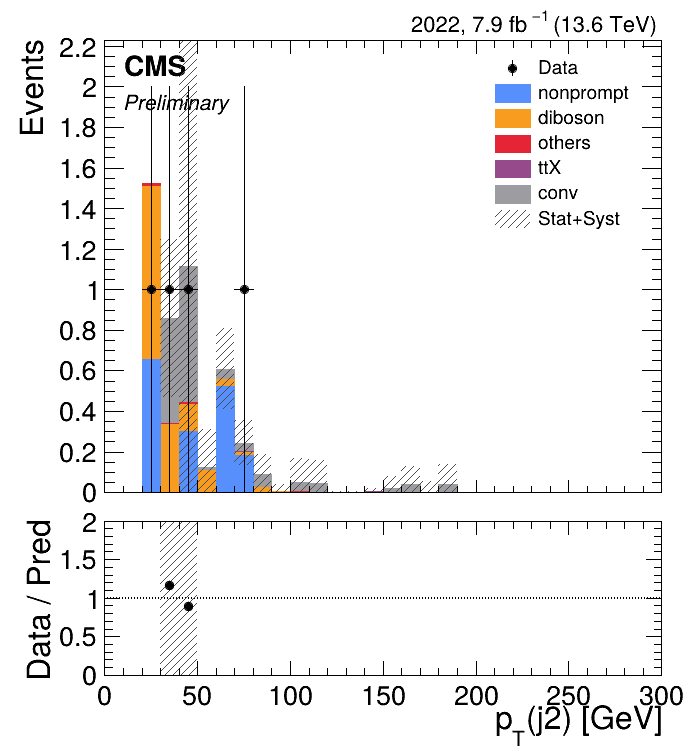 2022, 7.9 fb⁻¹ (13.6 TeV)
CMS
Preliminary
Events
2.2
2
1.8
1.6
1.4
1.2
1
0.8
0.6
0.4
0.2
0
Data
nonprompt
diboson
others
ttX
conv
Stat+Syst
Data / Pred
2
1.5
1
0.5
0
0 50 100 150 200 250 300
p_T(j2) [GeV]